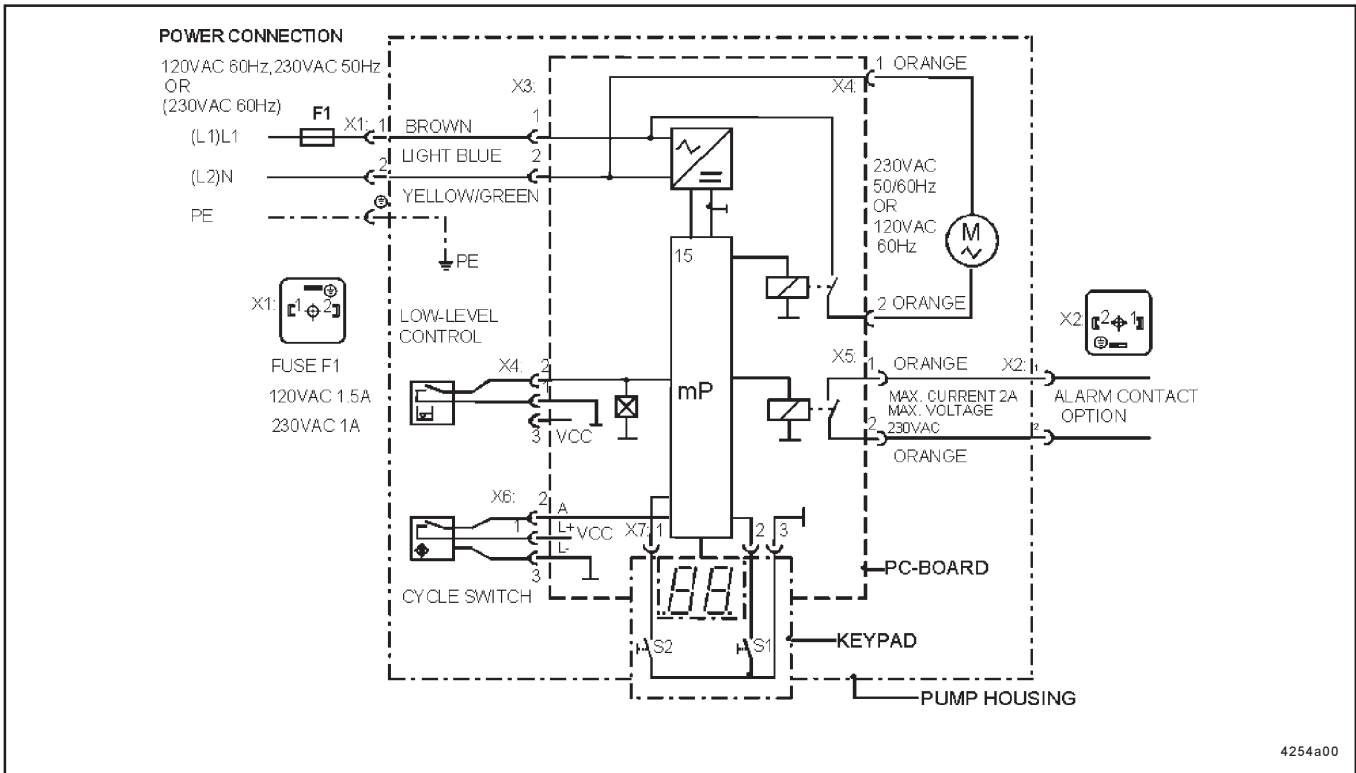 POWER CONNECTION
120VAC 60Hz,230VAC 50Hz
OR
(230VAC 60Hz)
F1
(L1)L1
X1:
1
BROWN
X3:
1
LIGHT BLUE
2
(L2)N
2
YELLOW/GREEN
PE
PE
X4:
1 ORANGE
230VAC
50/60Hz
OR
120VAC
60Hz
M
2 ORANGE
15
mP
X1:
1
2
FUSE F1
120VAC 1.5A
230VAC 1A
LOW-LEVEL
CONTROL
X4:
2
1
3
VCC
X5:
1
ORANGE
X2:
1
MAX. CURRENT 2A
MAX. VOLTAGE
230VAC
2
ORANGE
2
ALARM CONTACT
OPTION
X2:
2
1
X6:
2
A
1
L+
VCC
L-
3
CYCLE SWITCH
X7:
1
2
3
88
S2
S1
PC-BOARD
KEYPAD
PUMP HOUSING
4254a00